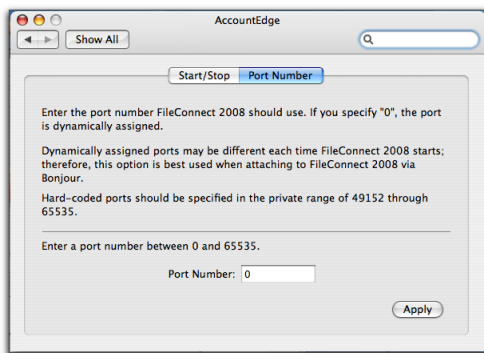 AccountEdge
Show All
Start/Stop Port Number
Enter the port number FileConnect 2008 should use. If you specify "0", the port
is dynamically assigned.
Dynamically assigned ports may be different each time FileConnect 2008 starts;
therefore, this option is best used when attaching to FileConnect 2008 via
Bonjour.
Hard-coded ports should be specified in the private range of 49152 through
65535.
Enter a port number between 0 and 65535.
Port Number: 0
Apply